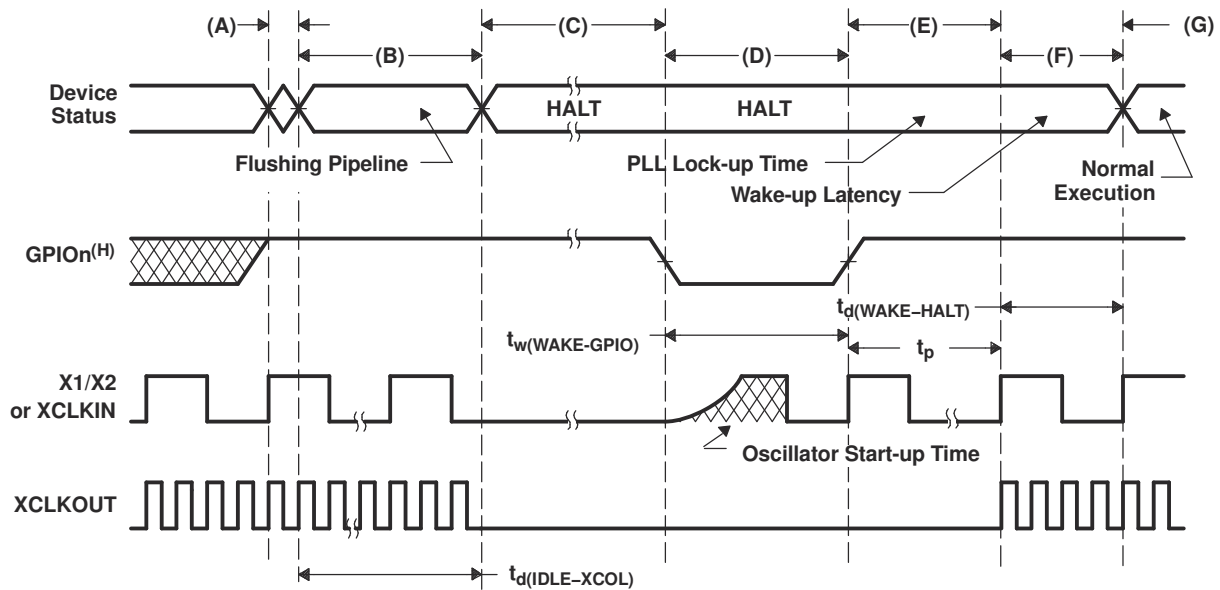 (A)
(B)
(C)
(D)
(E)
(F)
(G)
Device
Status
HALT
HALT
Flushing Pipeline
PLL Lock-up Time
Wake-up Latency
Normal
Execution
GPIOn(H)
td(WAKE–HALT)
tw(WAKE-GPIO)
tp
X1/X2
or XCLKIN
Oscillator Start-up Time
XCLKOUT
td(IDLE–XCOL)